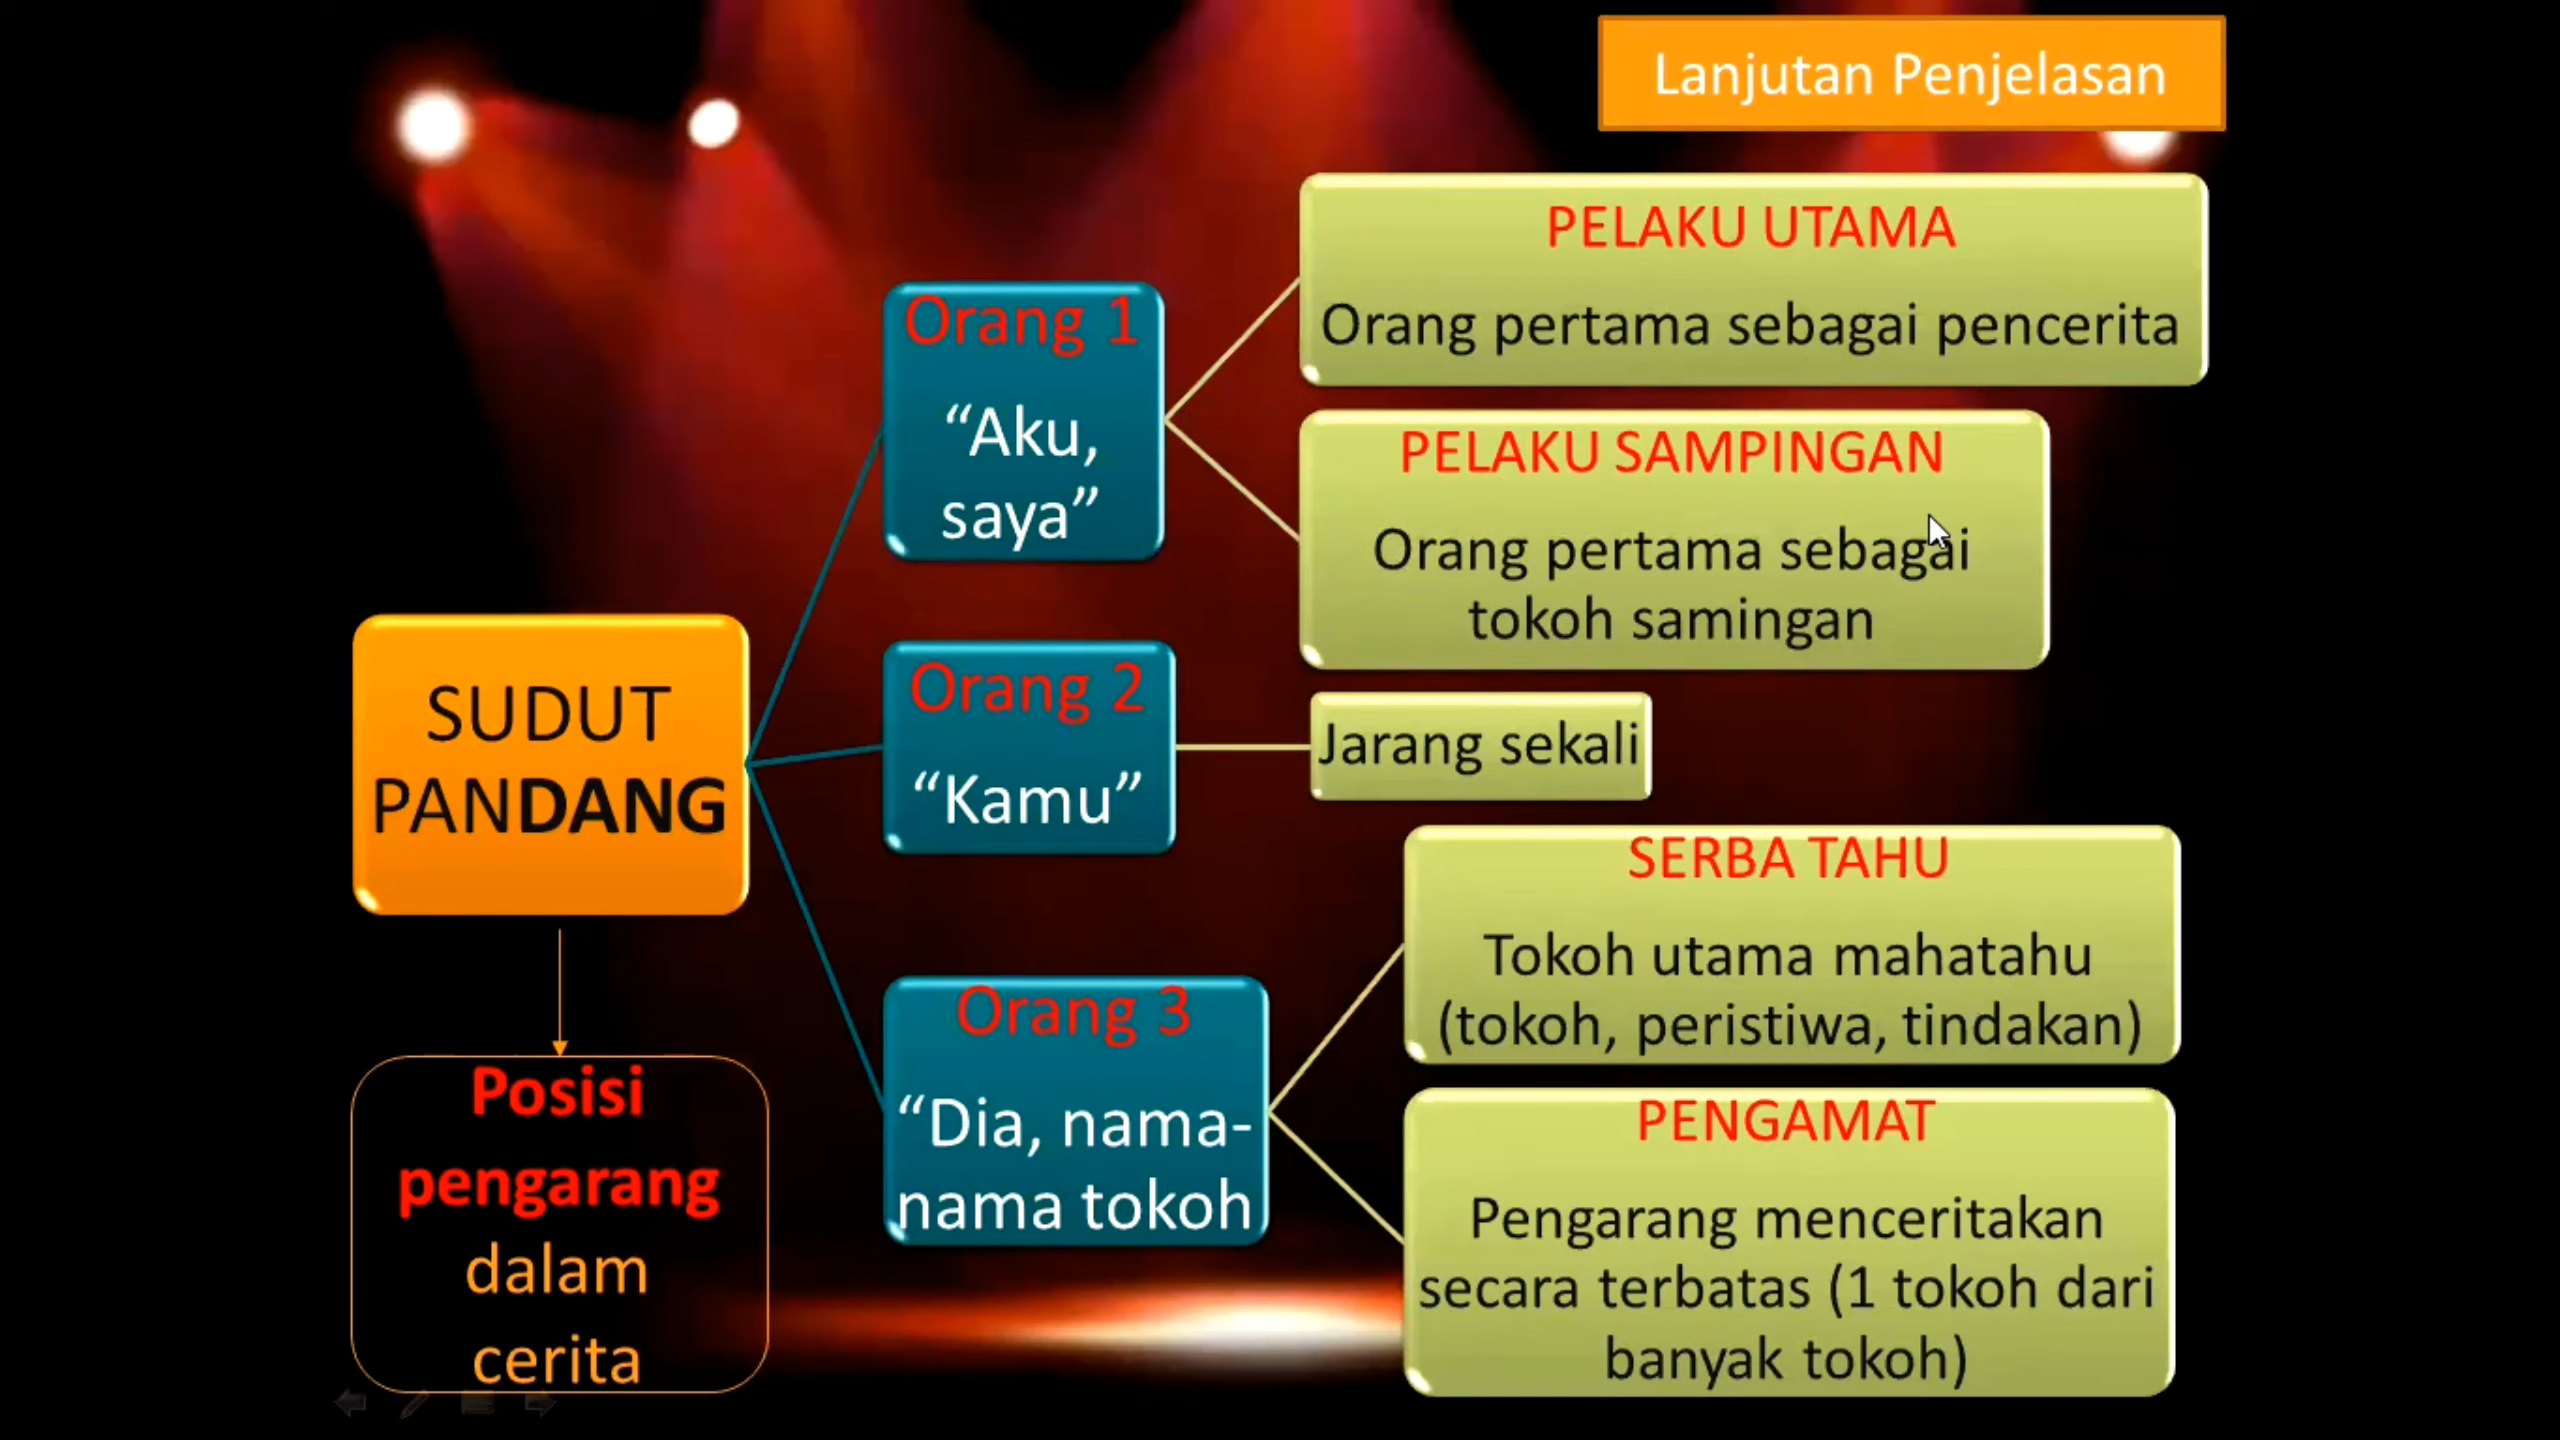 Lanjutan Penjelasan
SUDUT
PANDANG
Posisi
pengarang
dalam
cerita
Orang 1
“Aku,
saya”
PELAKU UTAMA
Orang pertama sebagai pencerita
PELAKU SAMPINGAN
Orang pertama sebagai
tokoh samingan
Orang 2
“Kamu”
Jarang sekali
Orang 3
“Dia, nama-
nama tokoh
SERBA TAHU
Tokoh utama mahatahu
(tokoh, peristiwa, tindakan)
PENGAMAT
Pengarang menceritakan
secara terbatas (1 tokoh dari
banyak tokoh)